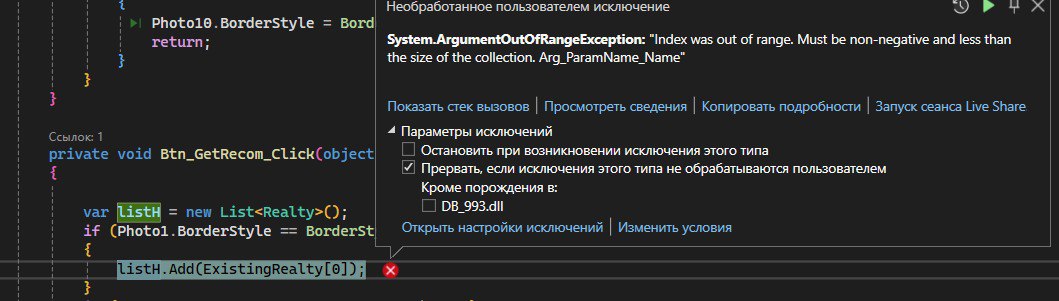 Необработанное пользователем исключение
{
Photo10.BorderStyle = Bord
return;
}
}
}
System.ArgumentOutOfRangeException: "Index was out of range. Must be non-negative and less than
the size of the collection. Arg_ParamName_Name"
Показать стек вызовов | Просмотреть сведения | Копировать подробности | Запуск сеанса Live Share
Параметры исключений
Остановить при возникновении исключения этого типа
Прервать, если исключения этого типа не обрабатываются пользователем
Кроме порождения в:
DB_993.dll
Открыть настройки исключений | Изменить условия
Ссылок: 1
private void Btn_GetRecom_Click(object
{
var listH = new List<Realty>();
if (Photo1.BorderStyle == BorderSt
{
listH.Add(ExistingRealty[0]);
}